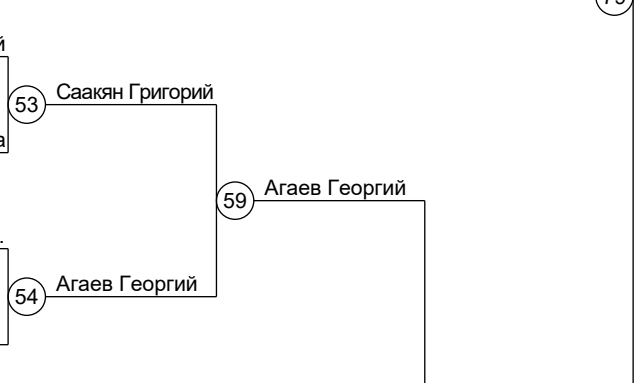 й
53 Саакян Григорий
а
59 Агаев Георгий
.
54 Агаев Георгий